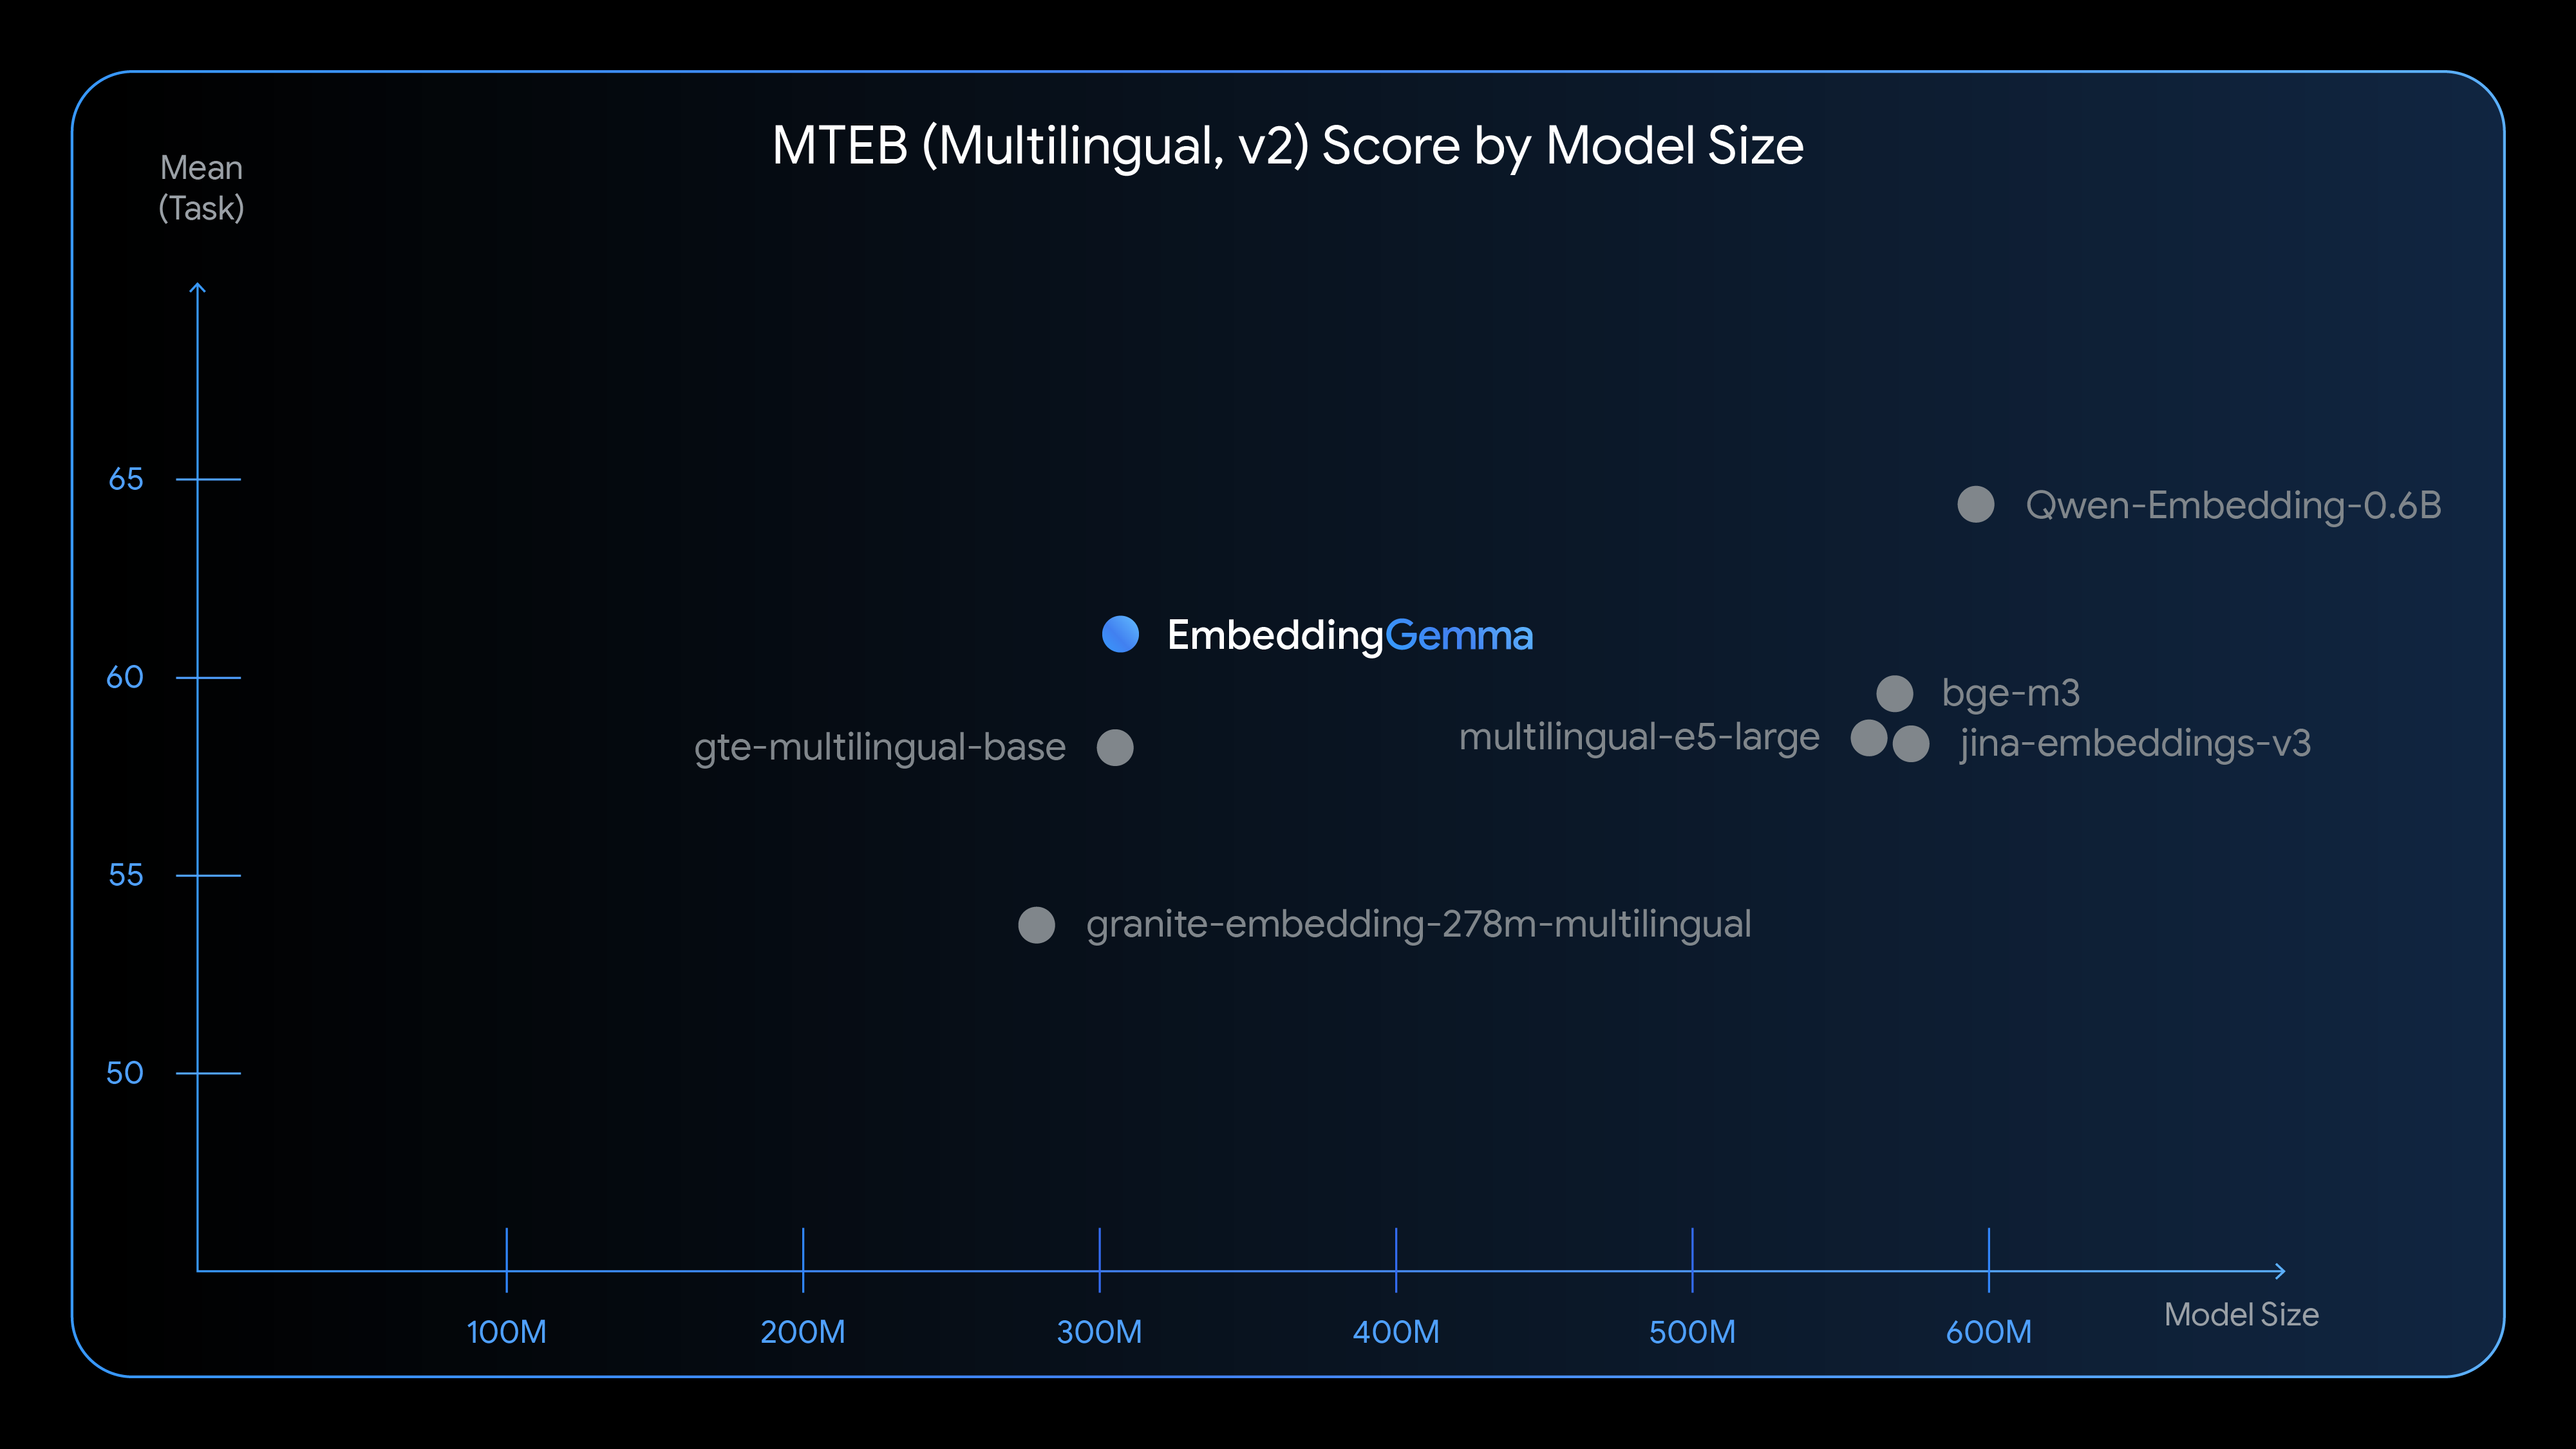 MTEB (Multilingual, v2) Score by Model Size
Mean
(Task)
65
Qwen-Embedding-0.6B
EmbeddingGemma
60
bge-m3
multilingual-e5-large
jina-embeddings-v3
gte-multilingual-base
55
granite-embedding-278m-multilingual
50
Model Size
100M 200M 300M 400M 500M 600M